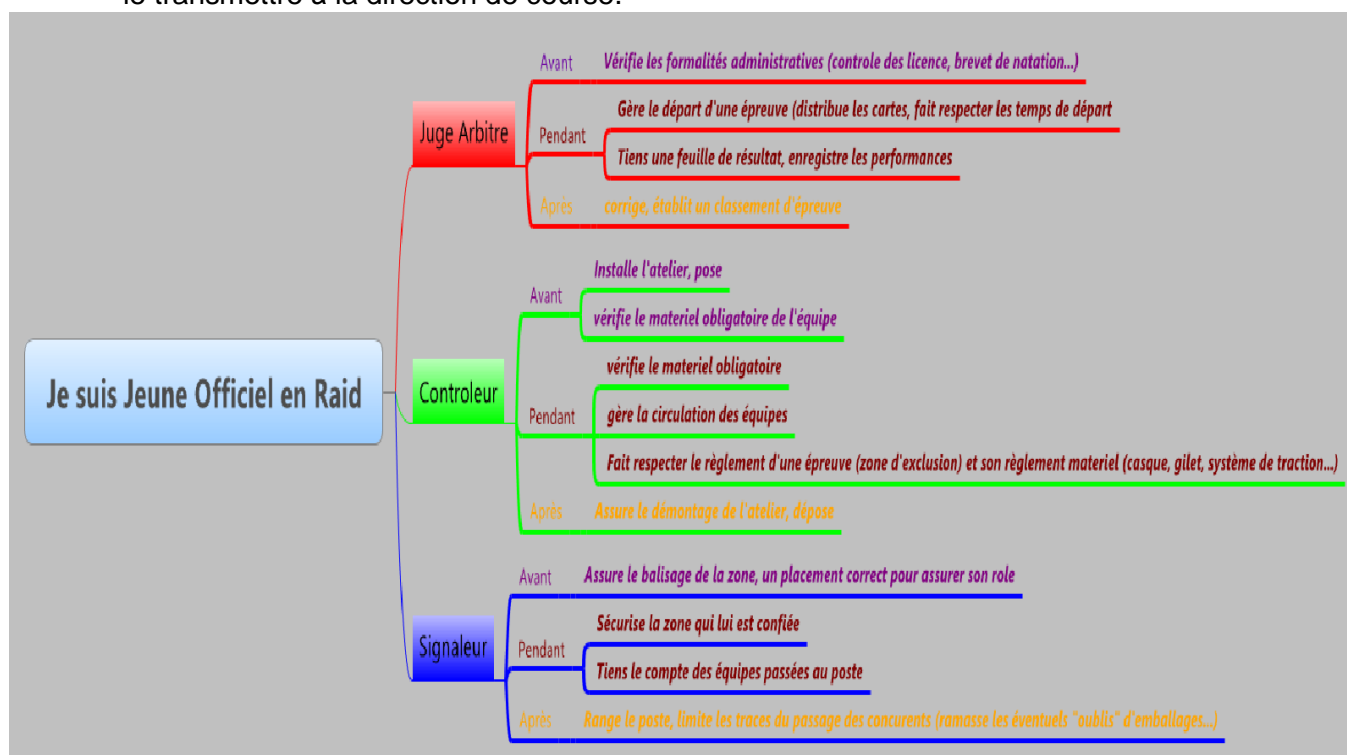 le transmettre à la direction de course.
Je suis Jeune Officiel en Raid
Juge Arbitre
Avant
Vérifie les formalités administratives (controle des licence, brevet de natation...)
Pendant
Gère le départ d'une épreuve (distribue les cartes, fait respecter les temps de départ
Tiens une feuille de résultat, enregistre les performances
Après
corrige, établit un classement d'épreuve
Controleur
Avant
Installe l'atelier, pose
vérifie le materiel obligatoire de l'équipe
Pendant
vérifie le materiel obligatoire
gère la circulation des équipes
Fait respecter le règlement d'une épreuve (zone d'exclusion) et son règlement materiel (casque, gilet, système de traction...)
Après
Assure le démontage de l'atelier, dépose
Signaleur
Avant
Assure le balisage de la zone, un placement correct pour assurer son role
Pendant
Sécurise la zone qui lui est confiée
Tiens le compte des équipes passées au poste
Après
Range le poste, limite les traces du passage des concurents (ramasse les éventuels "oublis" d'emballages...)